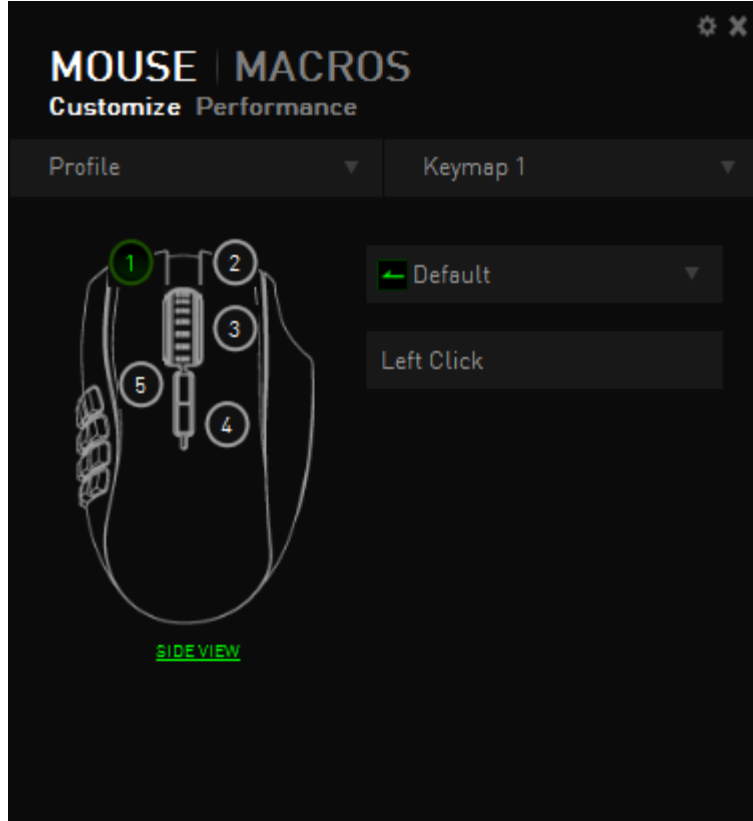 MOUSE | MACROS
Customize Performance
Profile
Keymap 1
1
2
3
5
4
Default
Left Click
SIDE VIEW